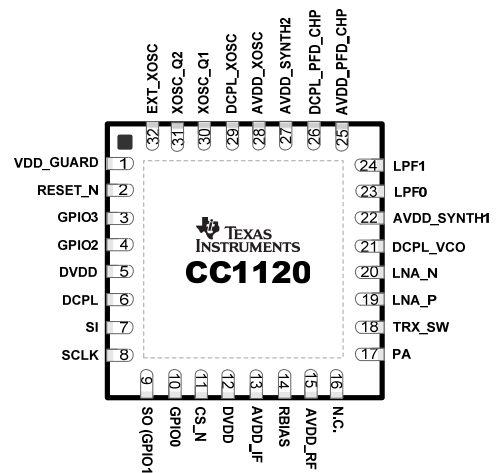 EXT_XOSC
XOSC_Q2
XOSC_Q1
DCPL_XOSC
AVDD_XOSC
AVDD_SYNTH2
DCPL_PFD_CHP
AVDD_PFD_CHP
32
31
30
29
28
27
26
25
VDD_GUARD 1
RESET_N 2
GPIO3 3
GPIO2 4
DVDD 5
DCPL 6
SI 7
SCLK 8
TEXAS
INSTRUMENTS
CC1120
24 LPF1
23 LPF0
22 AVDD_SYNTH1
21 DCPL_VCO
20 LNA_N
19 LNA_P
18 TRX_SW
17 PA
9
10
11
12
13
14
15
16
SO (GPIO1
GPIO0
CS_N
DVDD
AVDD_IF
RBIAS
AVDD_RF
N.C.